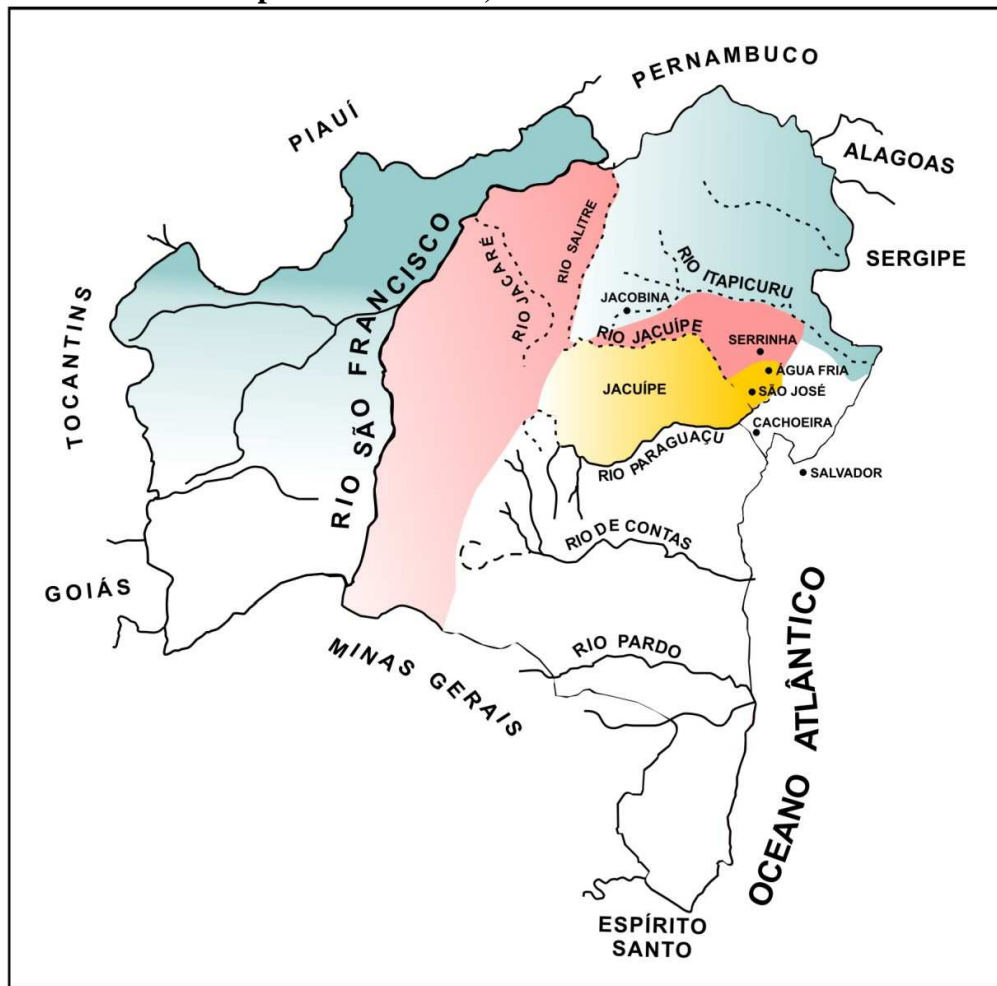 PERNAMBUCO
PIAUÍ
ALAGOAS
RIO SÃO FRANCISCO
RIO JACARÉ
RIO SALITRE
SERGIPE
RIO ITAPICURU
TOCANTINS
JACOBINA
RIO JACUÍPE
SERRINHA
ÁGUA FRIA
JACUÍPE
SÃO JOSÉ
CACHOEIRA
RIO PARAGUAÇU
SALVADOR
RIO DE CONTAS
GOIÁS
OCEANO ATLÂNTICO
RIO PARDO
MINAS GERAIS
ESPÍRITO
SANTO